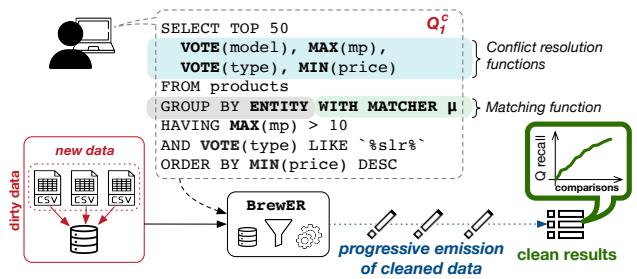 SELECT TOP 50
Q₁ᶜ
VOTE(model), MAX(mp),
VOTE(type), MIN(price)
Conflict resolution
functions
FROM products
GROUP BY ENTITY WITH MATCHER μ
Matching function
HAVING MAX(mp) > 10
AND VOTE(type) LIKE `%slr%`
ORDER BY MIN(price) DESC
dirty data
new data
CSV CSV CSV
BrewER
progressive emission
of cleaned data
Q recall
comparisons
clean results